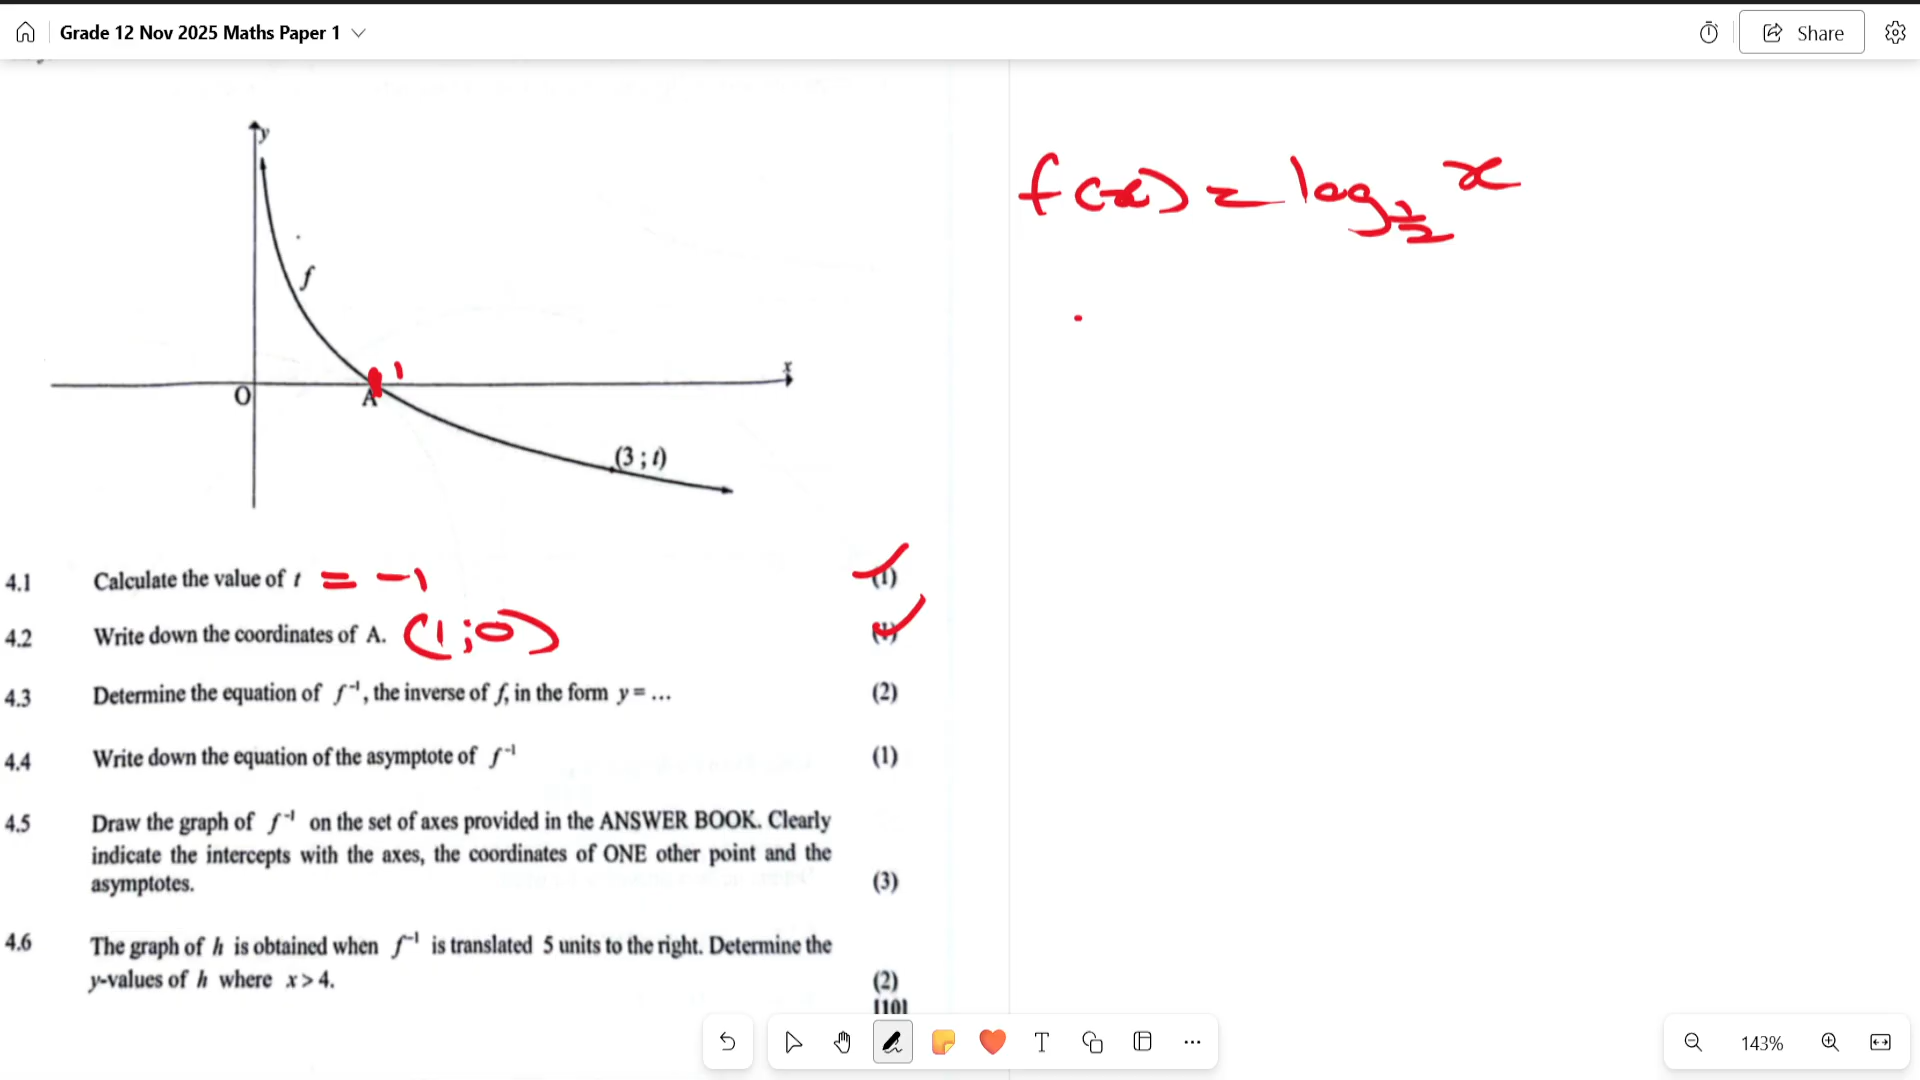 Grade 12 Nov 2025 Maths Paper 1
Share
y
f
1
x
O
A
(3 ; t)
f(x) = log_{1/2} x
4.1 Calculate the value of t = -1 (1)
4.2 Write down the coordinates of A. (1;0) (1)
4.3 Determine the equation of f⁻¹, the inverse of f, in the form y = ... (2)
4.4 Write down the equation of the asymptote of f⁻¹ (1)
4.5 Draw the graph of f⁻¹ on the set of axes provided in the ANSWER BOOK. Clearly
indicate the intercepts with the axes, the coordinates of ONE other point and the
asymptotes. (3)
4.6 The graph of h is obtained when f⁻¹ is translated 5 units to the right. Determine the
y-values of h where x > 4. (2)
[10]
143%